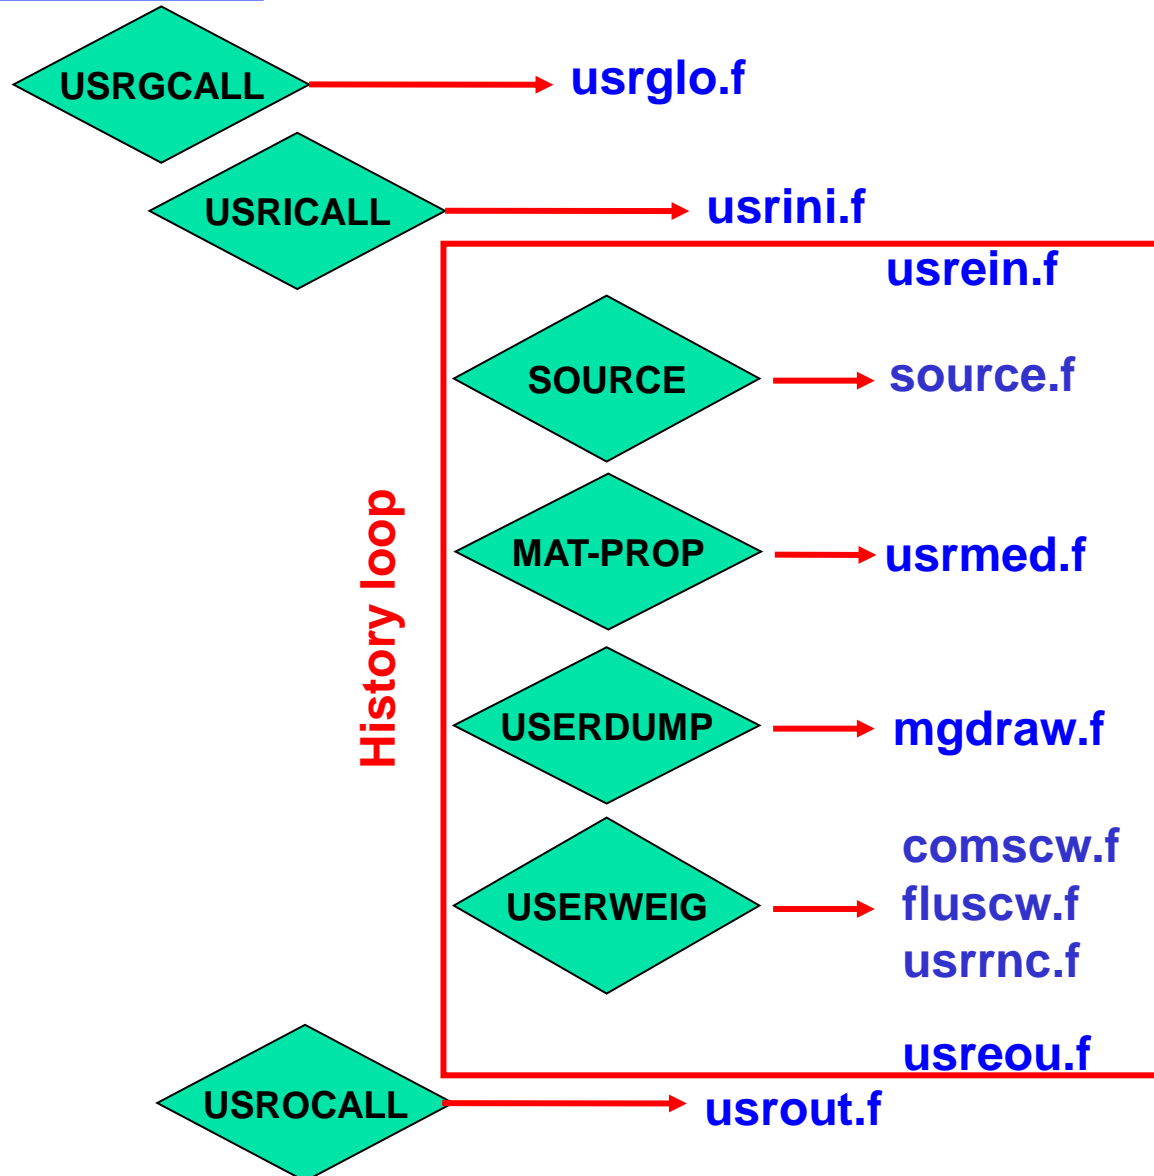 USRGCALL
usrglo.f
USRICALL
usrini.f
usrein.f
SOURCE
source.f
History loop
MAT-PROP
usrmed.f
USERDUMP
mgdraw.f
USERWEIG
comscw.f
fluscw.f
usrrnc.f
usreou.f
USROCALL
usrout.f